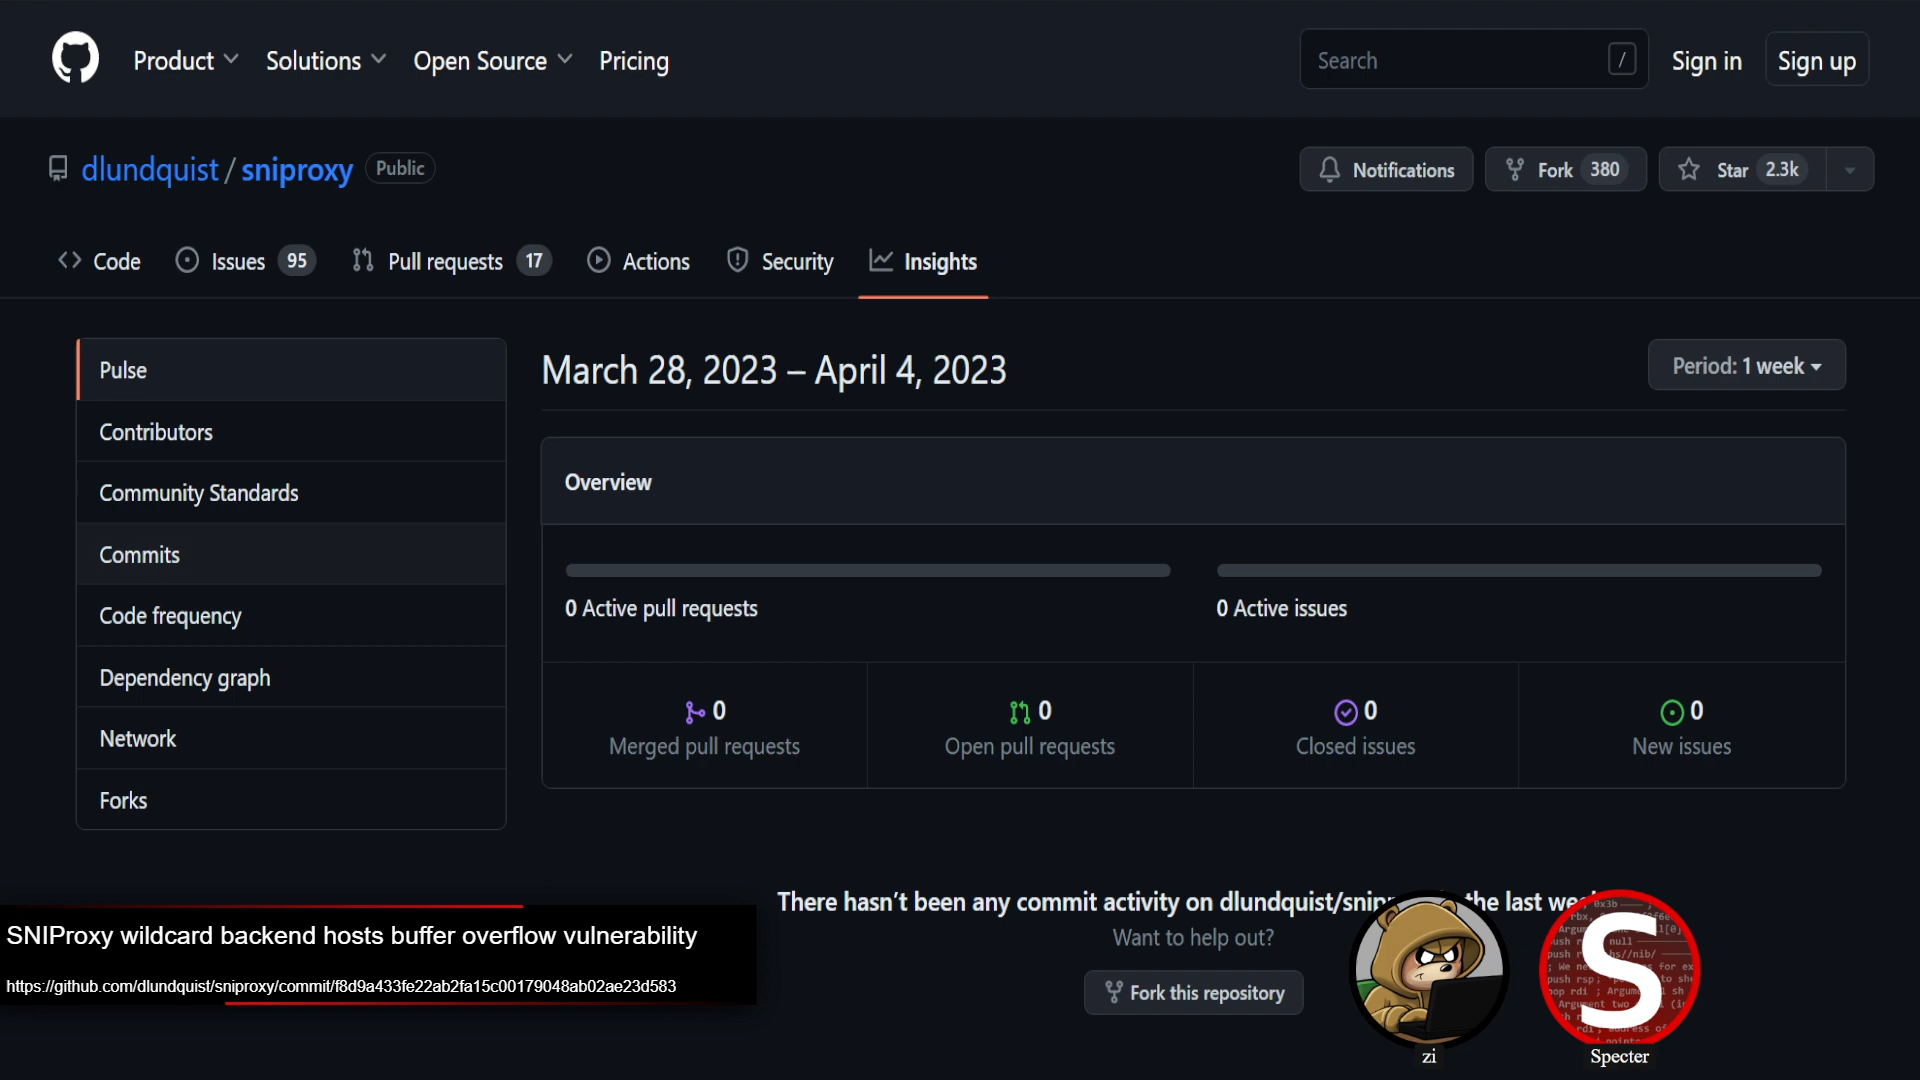 Product Solutions Open Source Pricing Search / Sign in Sign up
dlundquist / sniproxy Public Notifications Fork 380 Star 2.3k
Code Issues 95 Pull requests 17 Actions Security Insights
Pulse
Contributors
Community Standards
Commits
Code frequency
Dependency graph
Network
Forks
March 28, 2023 – April 4, 2023 Period: 1 week
Overview
0 Active pull requests 0 Active issues
0 0 0 0
Merged pull requests Open pull requests Closed issues New issues
There hasn't been any commit activity on dlundquist/ the last
Want to help out?
Fork this repository
SNIProxy wildcard backend hosts buffer overflow vulnerability
https://github.com/dlundquist/sniproxy/commit/f8d9a433fe22ab2fa15c00179048ab02ae23d583
S
zi Specter